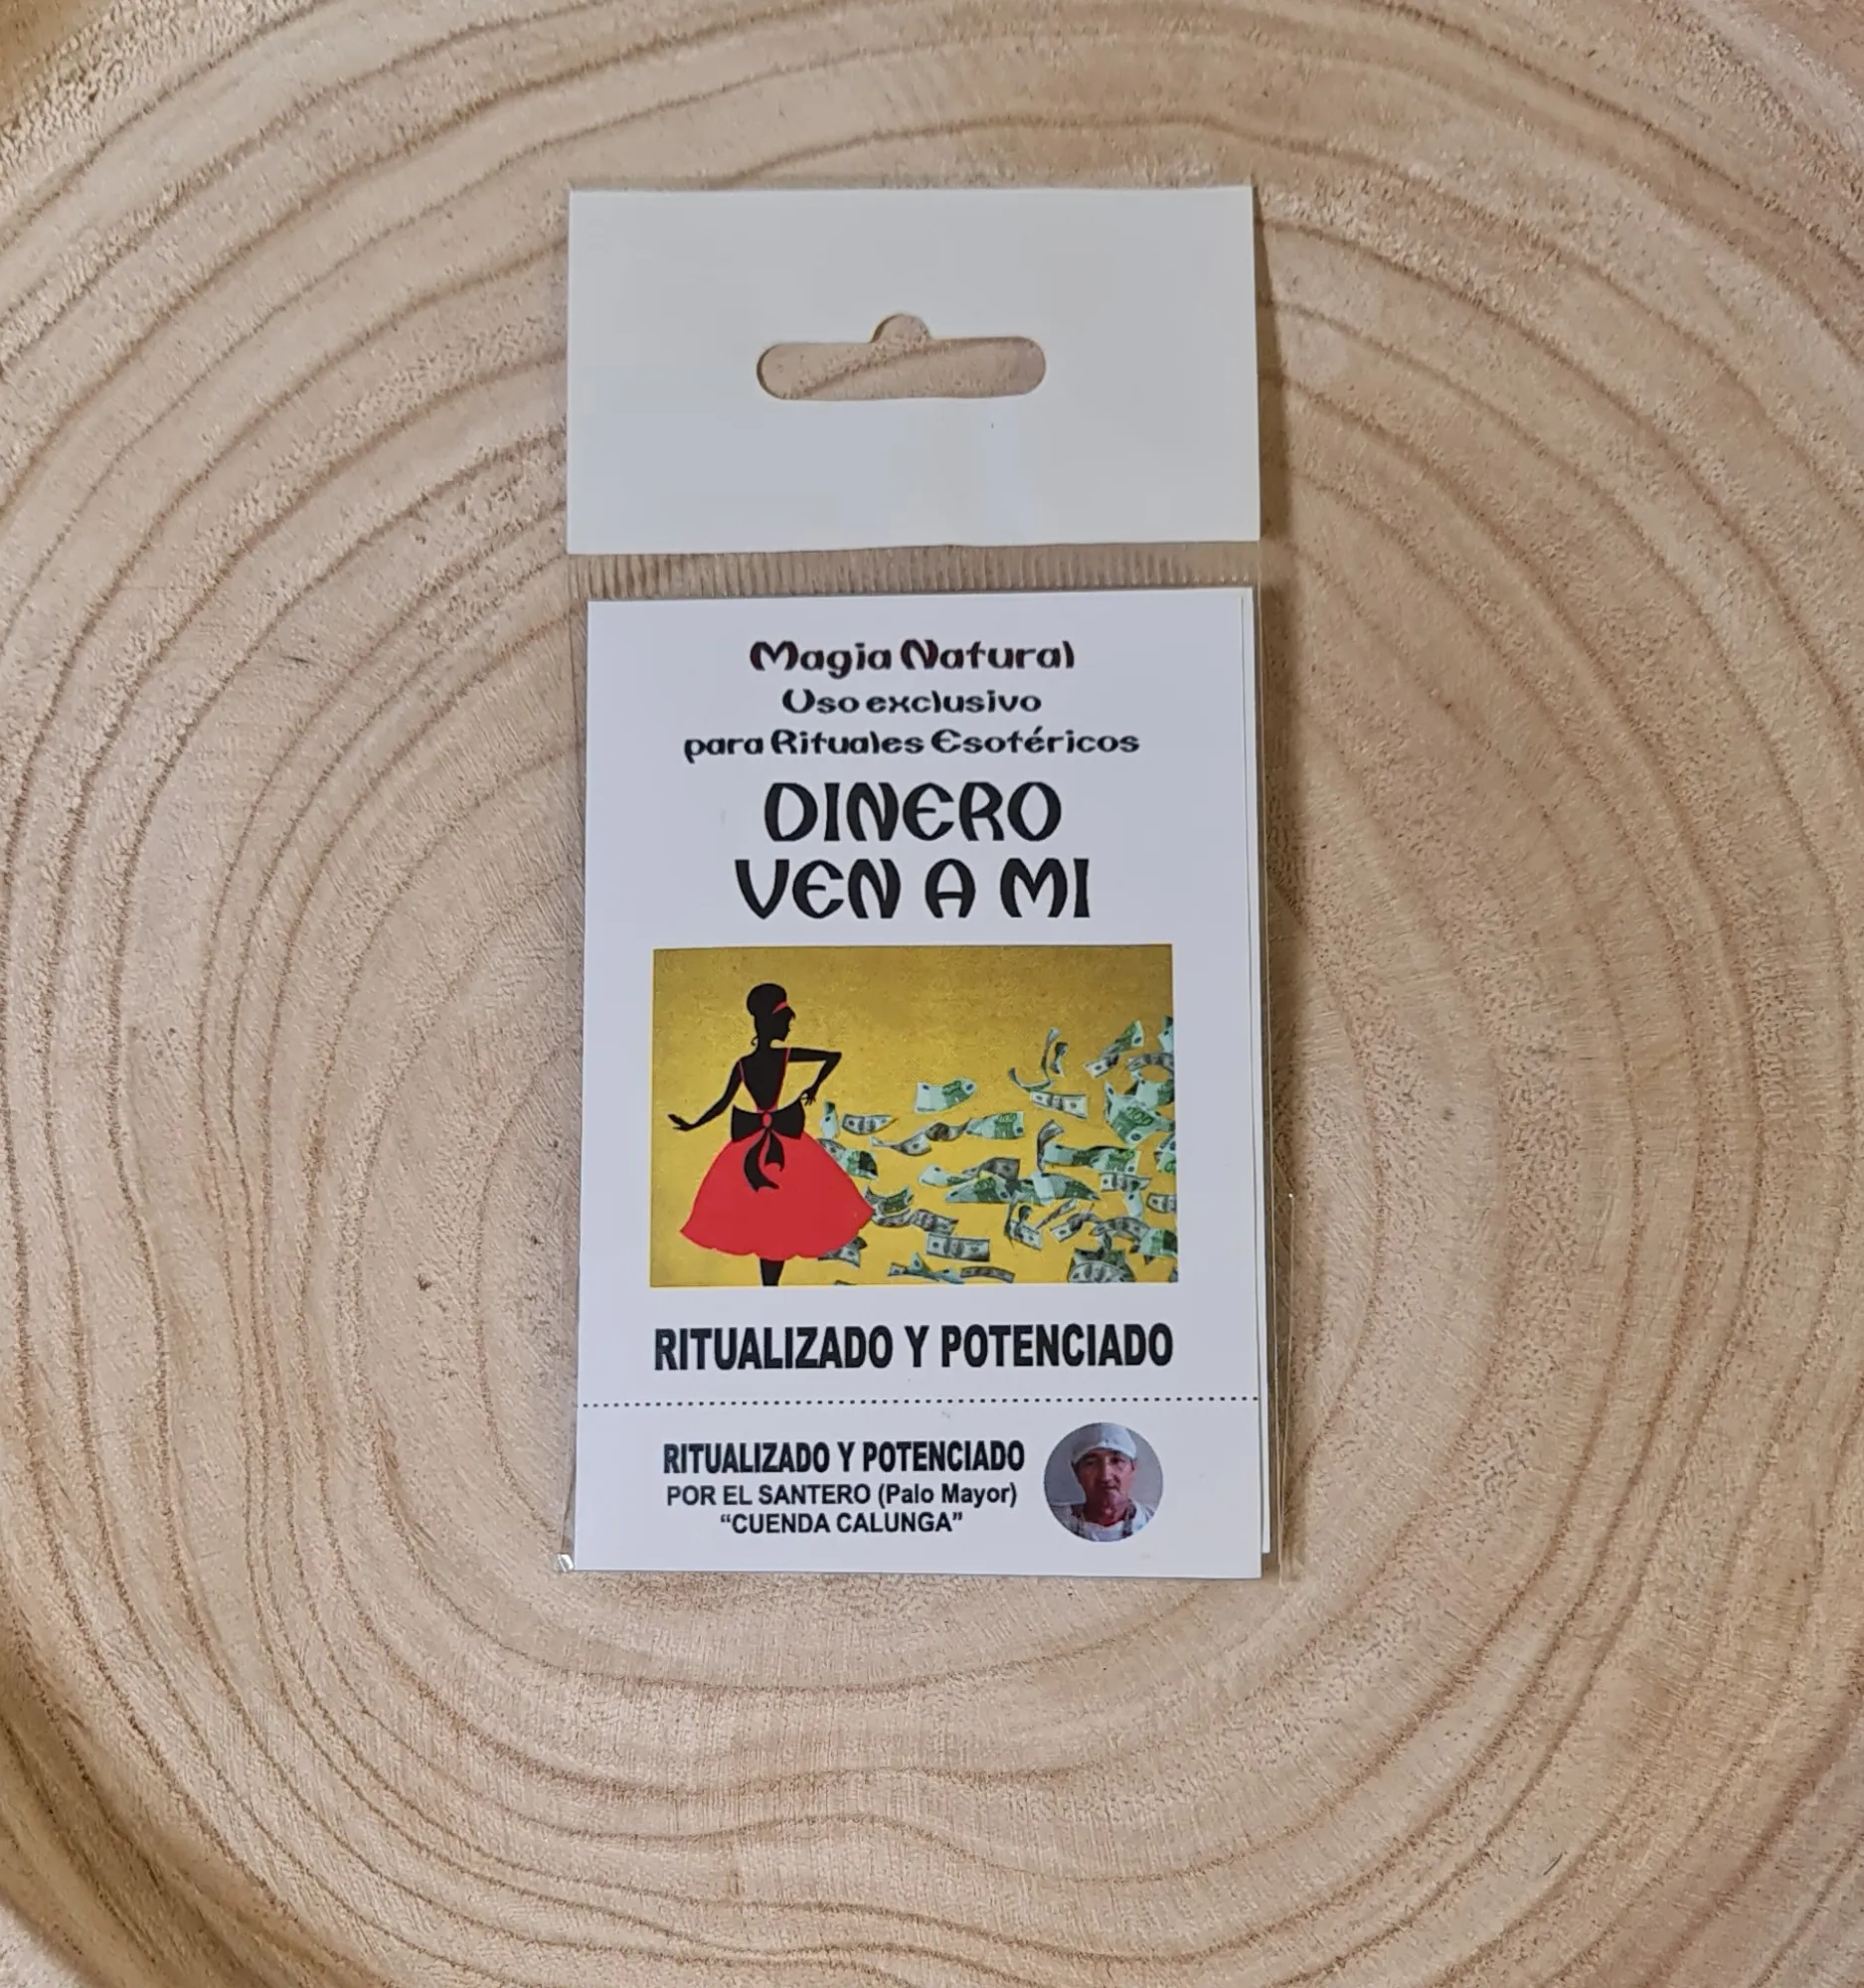 Magia Natural
Uso exclusivo
para Rituales Esotéricos
DINERO
VEN A MI
RITUALIZADO Y POTENCIADO
RITUALIZADO Y POTENCIADO
POR EL SANTERO (Palo Mayor)
“CUENDA CALUNGA”